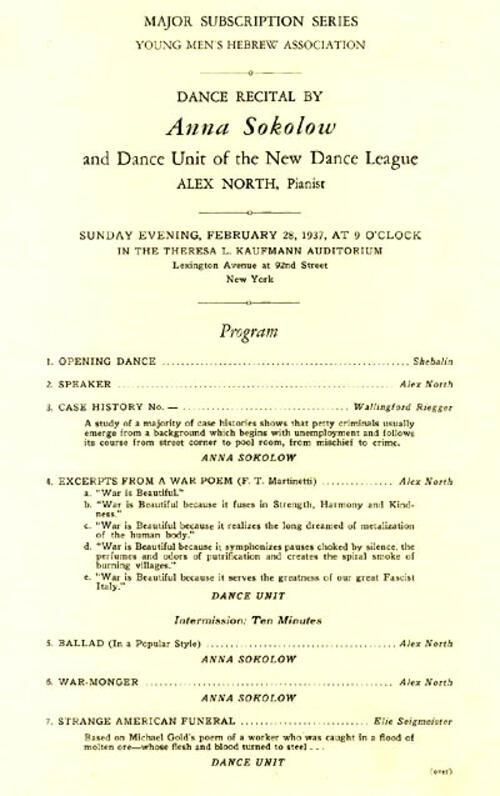 MAJOR SUBSCRIPTION SERIES
YOUNG MEN'S HEBREW ASSOCIATION
DANCE RECITAL BY
Anna Sokolow
and Dance Unit of the New Dance League
ALEX NORTH, Pianist
SUNDAY EVENING, FEBRUARY 28, 1937, AT 9 O'CLOCK
IN THE THERESA L. KAUFMANN AUDITORIUM
Lexington Avenue at 92nd Street
New York
Program
1. OPENING DANCE ........ Shebalin
2. SPEAKER ........ Alex North
3. CASE HISTORY No. — ........ Wallingford Riegger
A study of a majority of case histories shows that petty criminals usually
emerge from a background which begins with unemployment and follows
its course from street corner to pool room, from mischief to crime.
ANNA SOKOLOW
4. EXCERPTS FROM A WAR POEM (F. T. Martinetti) ........ Alex North
a. "War is Beautiful."
b. "War is Beautiful because it fuses in Strength, Harmony and Kind-
ness."
c. "War is Beautiful because it realizes the long dreamed of metalization
of the human body."
d. "War is Beautiful because it symphonizes pauses choked by silence, the
perfumes and odors of putrification and creates the spiral smoke of
burning villages."
e. "War is Beautiful because it serves the greatness of our great Fascist
Italy."
DANCE UNIT
Intermission: Ten Minutes
5. BALLAD (In a Popular Style) ........ Alex North
ANNA SOKOLOW
6. WAR-MONGER ........ Alex North
ANNA SOKOLOW
7. STRANGE AMERICAN FUNERAL ........ Elie Seigmeister
Based on Michael Gold's poem of a worker who was caught in a flood of
molten ore—whose flesh and blood turned to steel . . .
DANCE UNIT
(over)